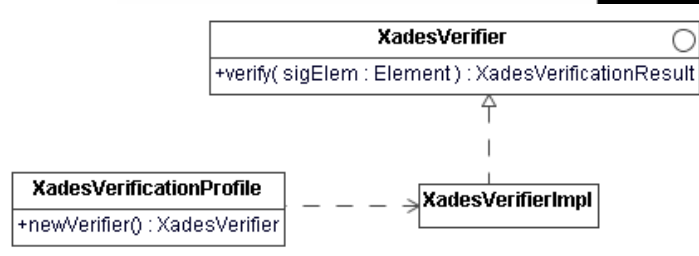 XadesVerifier
+verify( sigElem : Element ) : XadesVerificationResult
XadesVerificationProfile
+newVerifier() : XadesVerifier
XadesVerifierImpl